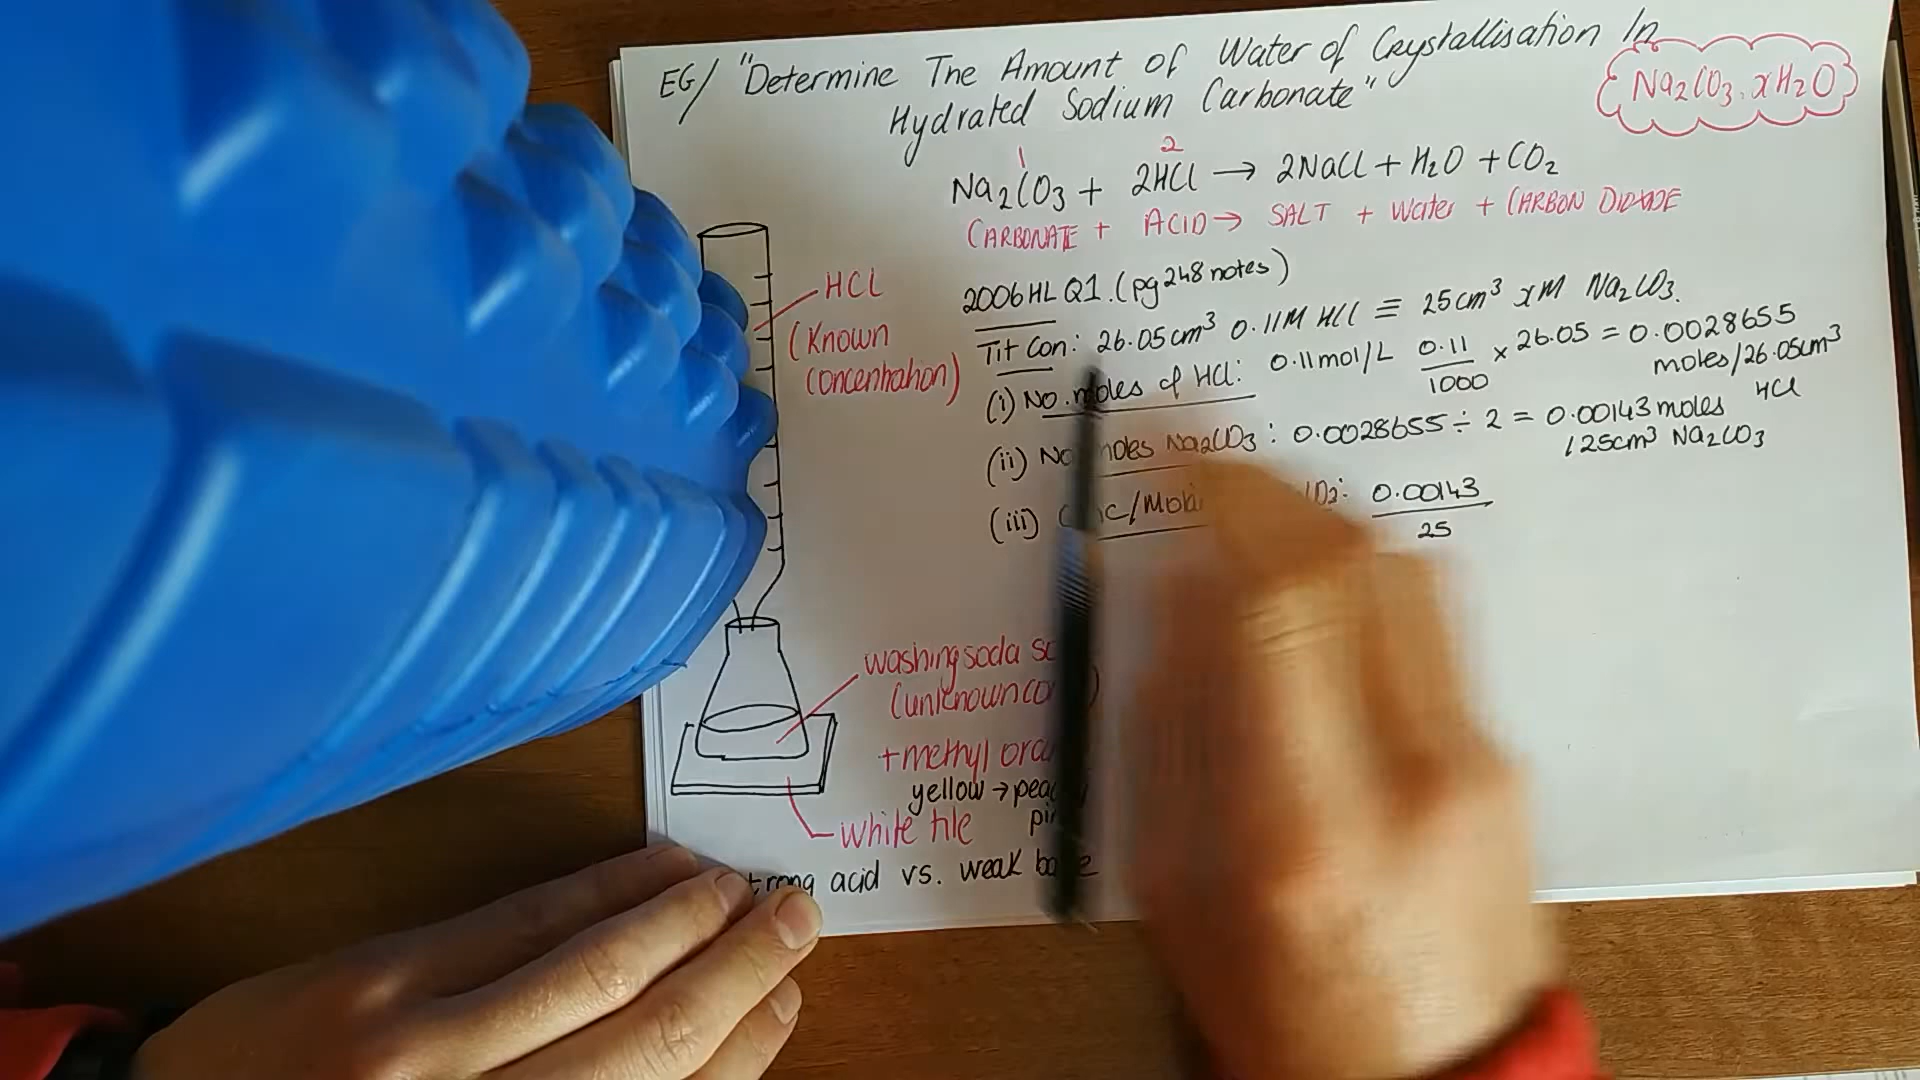 EG/ "Determine The Amount of Water of Crystallisation In
Hydrated Sodium Carbonate"
Na2CO3.xH2O
1 2
Na2CO3 + 2HCl → 2NaCl + H2O + CO2
CARBONATE + ACID → SALT + Water + CARBON DIOXIDE
2006HL Q1. (pg 248 notes)
Tit Con: 26.05cm³ 0.11M HCl ≡ 25cm³ xM Na2CO3.
(i) No. moles of HCl: 0.11mol/L 0.11/1000 × 26.05 = 0.0028655
moles/26.05cm³
HCl
(ii) moles Na2CO3: 0.0028655 ÷ 2 = 0.00143 moles
/25cm³ Na2CO3
(iii) 0.00143
25
HCl
(Known
concentration)
washing soda
(unknown
+methyl
yellow →
white tile
acid vs. weak